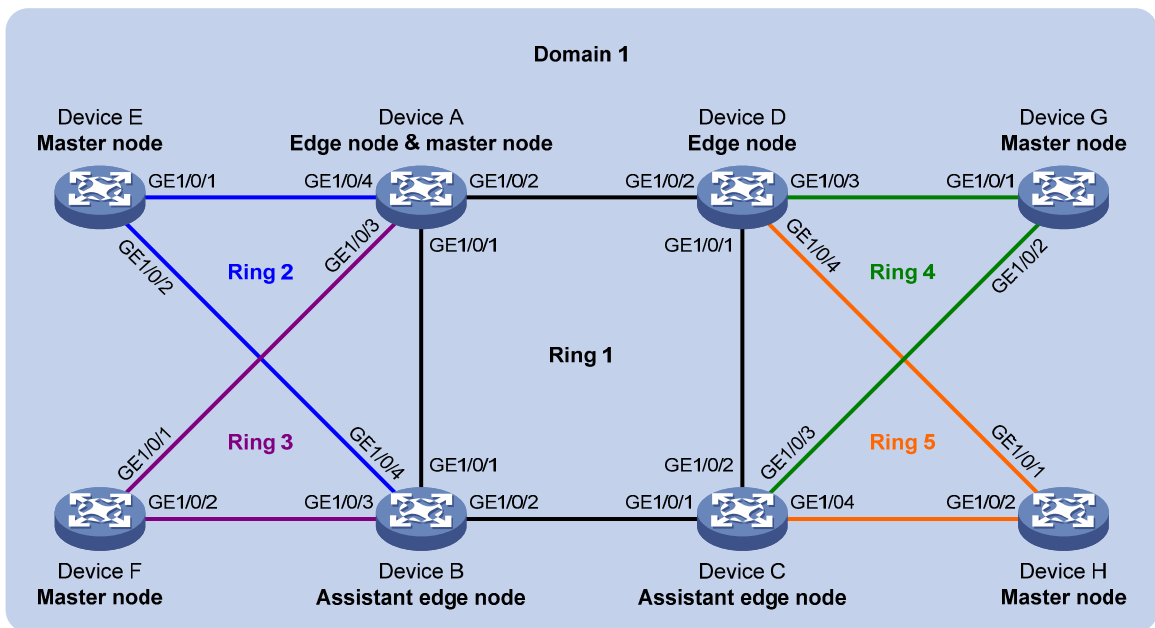 Domain 1
Device E
Master node
Device A
Edge node & master node
Device D
Edge node
Device G
Master node
GE1/0/1
GE1/0/4
GE1/0/2
GE1/0/2
GE1/0/3
GE1/0/1
GE1/0/2
GE1/0/3
GE1/0/1
GE1/0/1
GE1/0/4
GE1/0/2
Ring 2
Ring 4
Ring 1
Ring 3
Ring 5
GE1/0/1
GE1/0/4
GE1/0/1
GE1/0/2
GE1/0/3
GE1/0/1
GE1/0/2
GE1/0/3
GE1/0/2
GE1/0/1
GE1/04
GE1/0/2
Device F
Master node
Device B
Assistant edge node
Device C
Assistant edge node
Device H
Master node